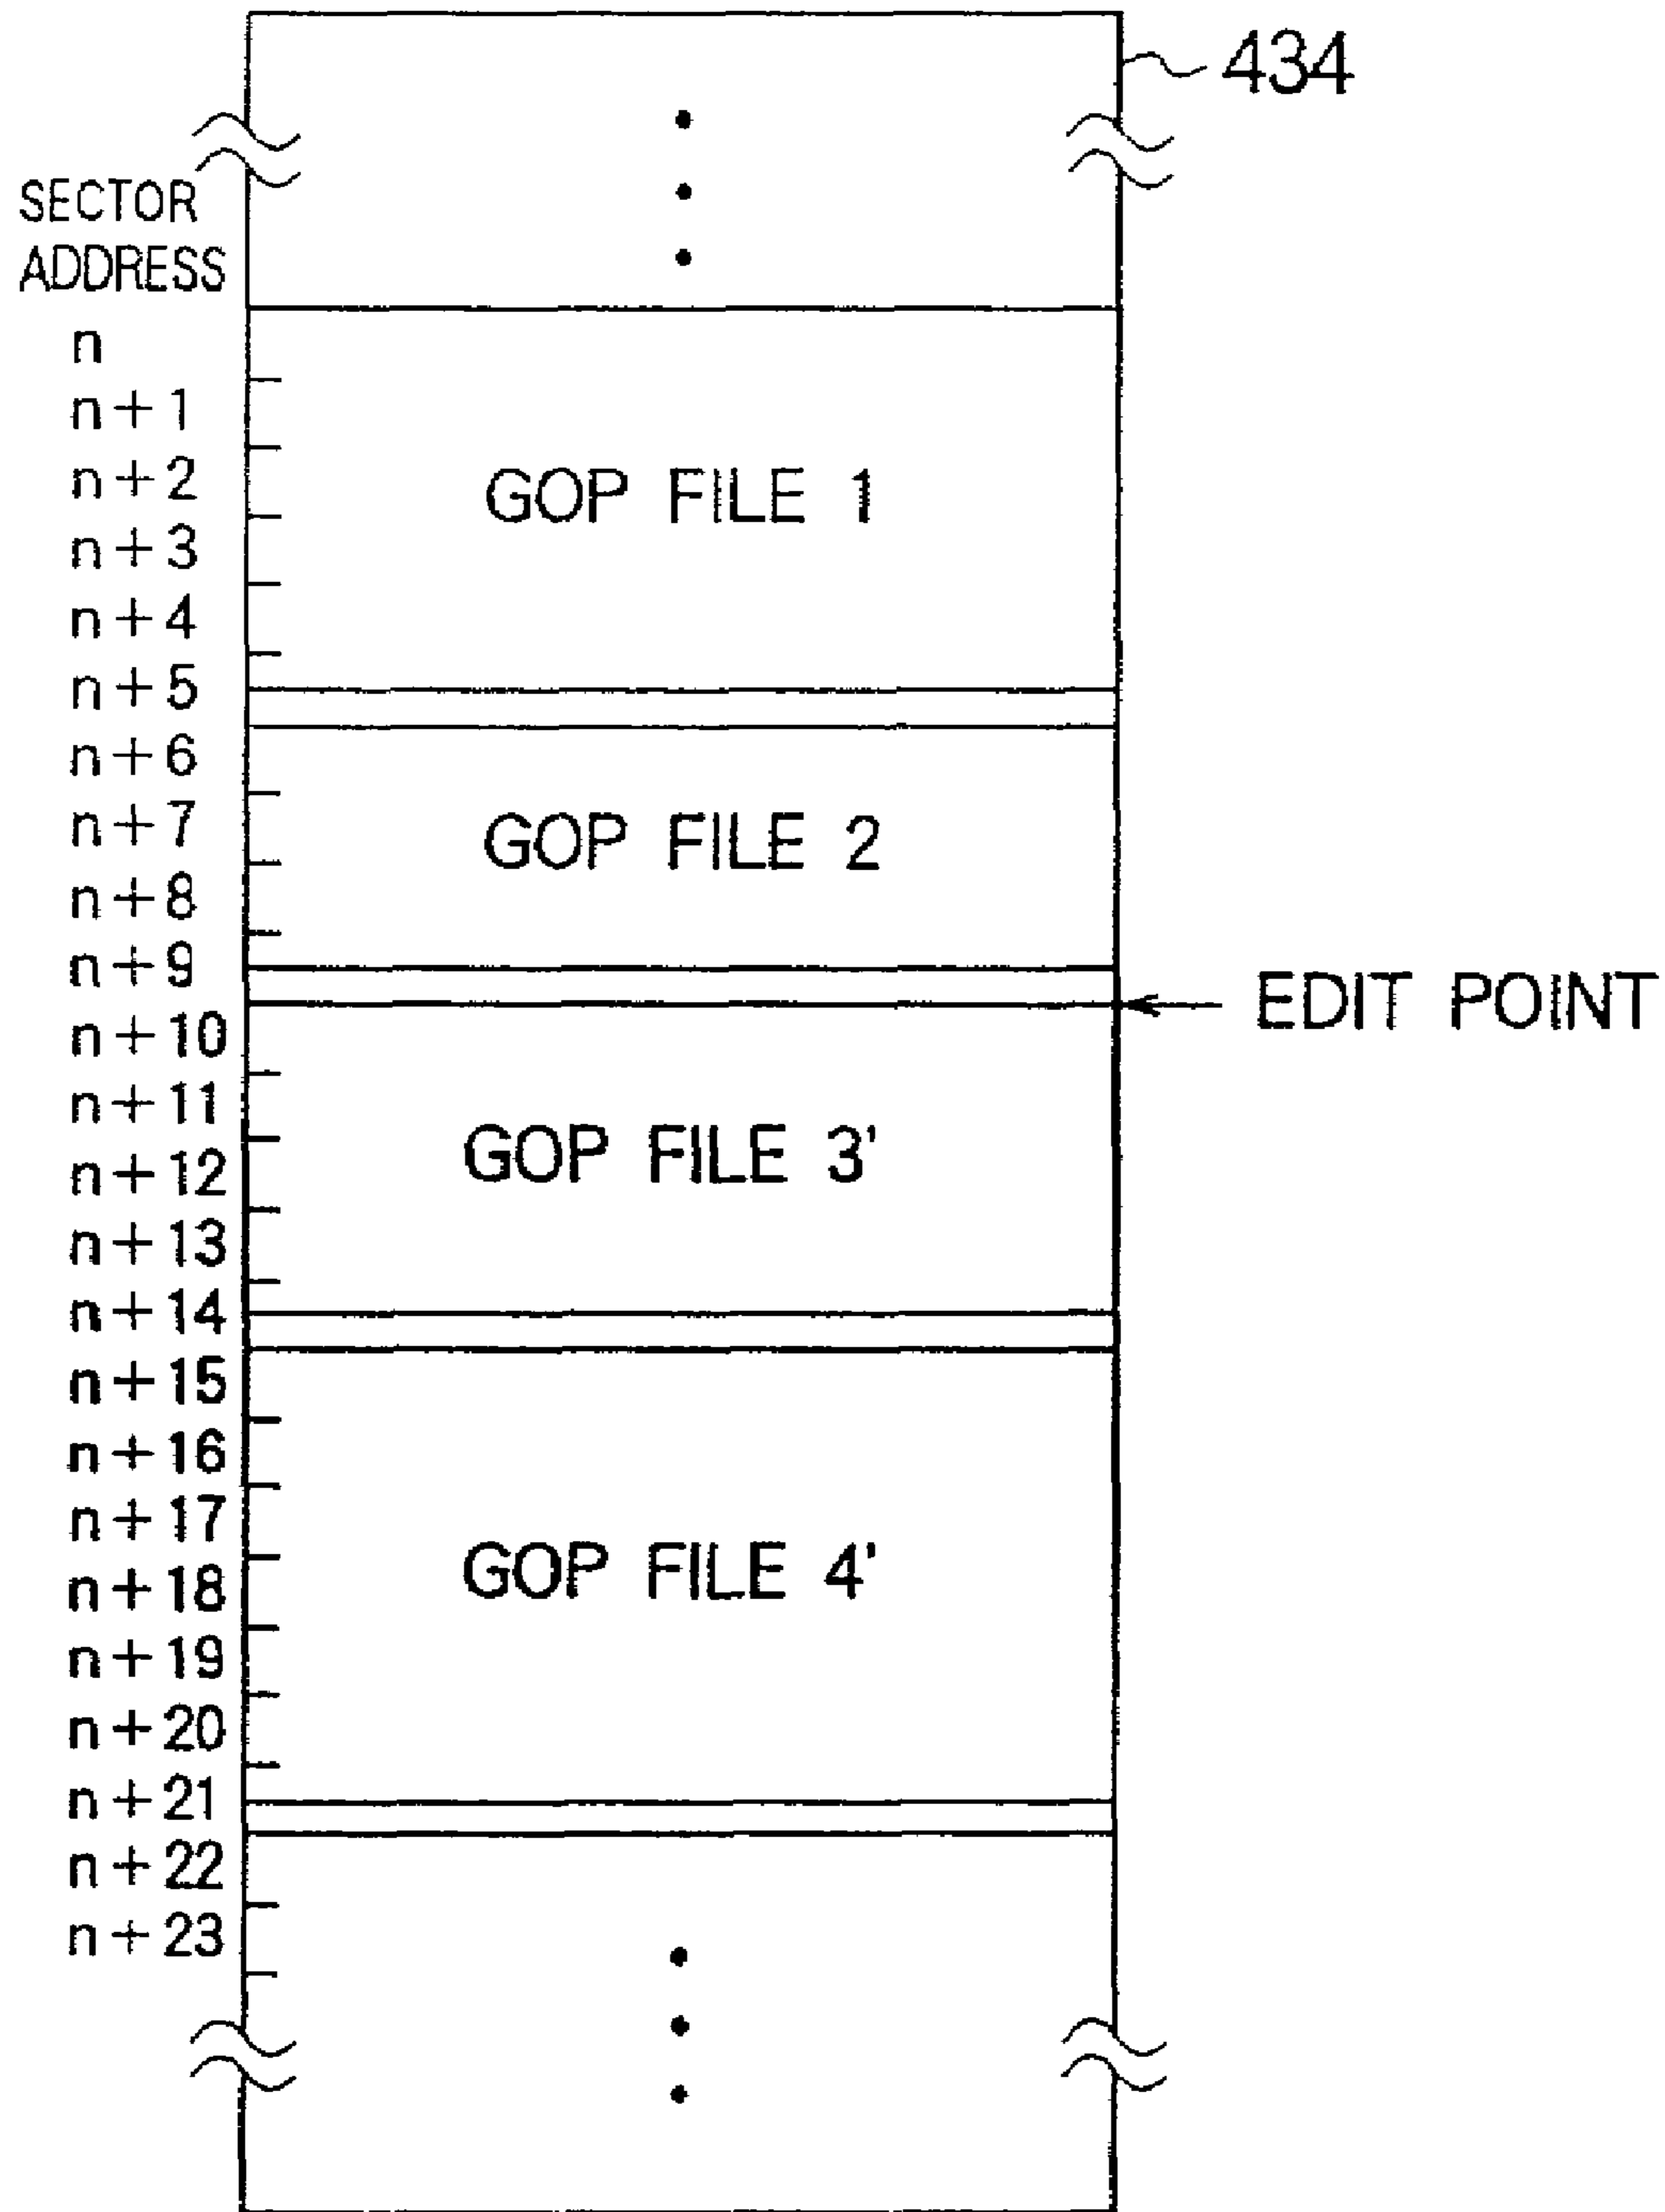 434
SECTOR
ADDRESS
n
n+1
n+2
GOP FILE 1
n+3
n+4
n+5
n+6
n+7
GOP FILE 2
n+8
n+9
EDIT POINT
n+10
n+11
n+12
GOP FILE 3'
n+13
n+14
n+15
n+16
n+17
n+18
GOP FILE 4'
n+19
n+20
n+21
n+22
n+23